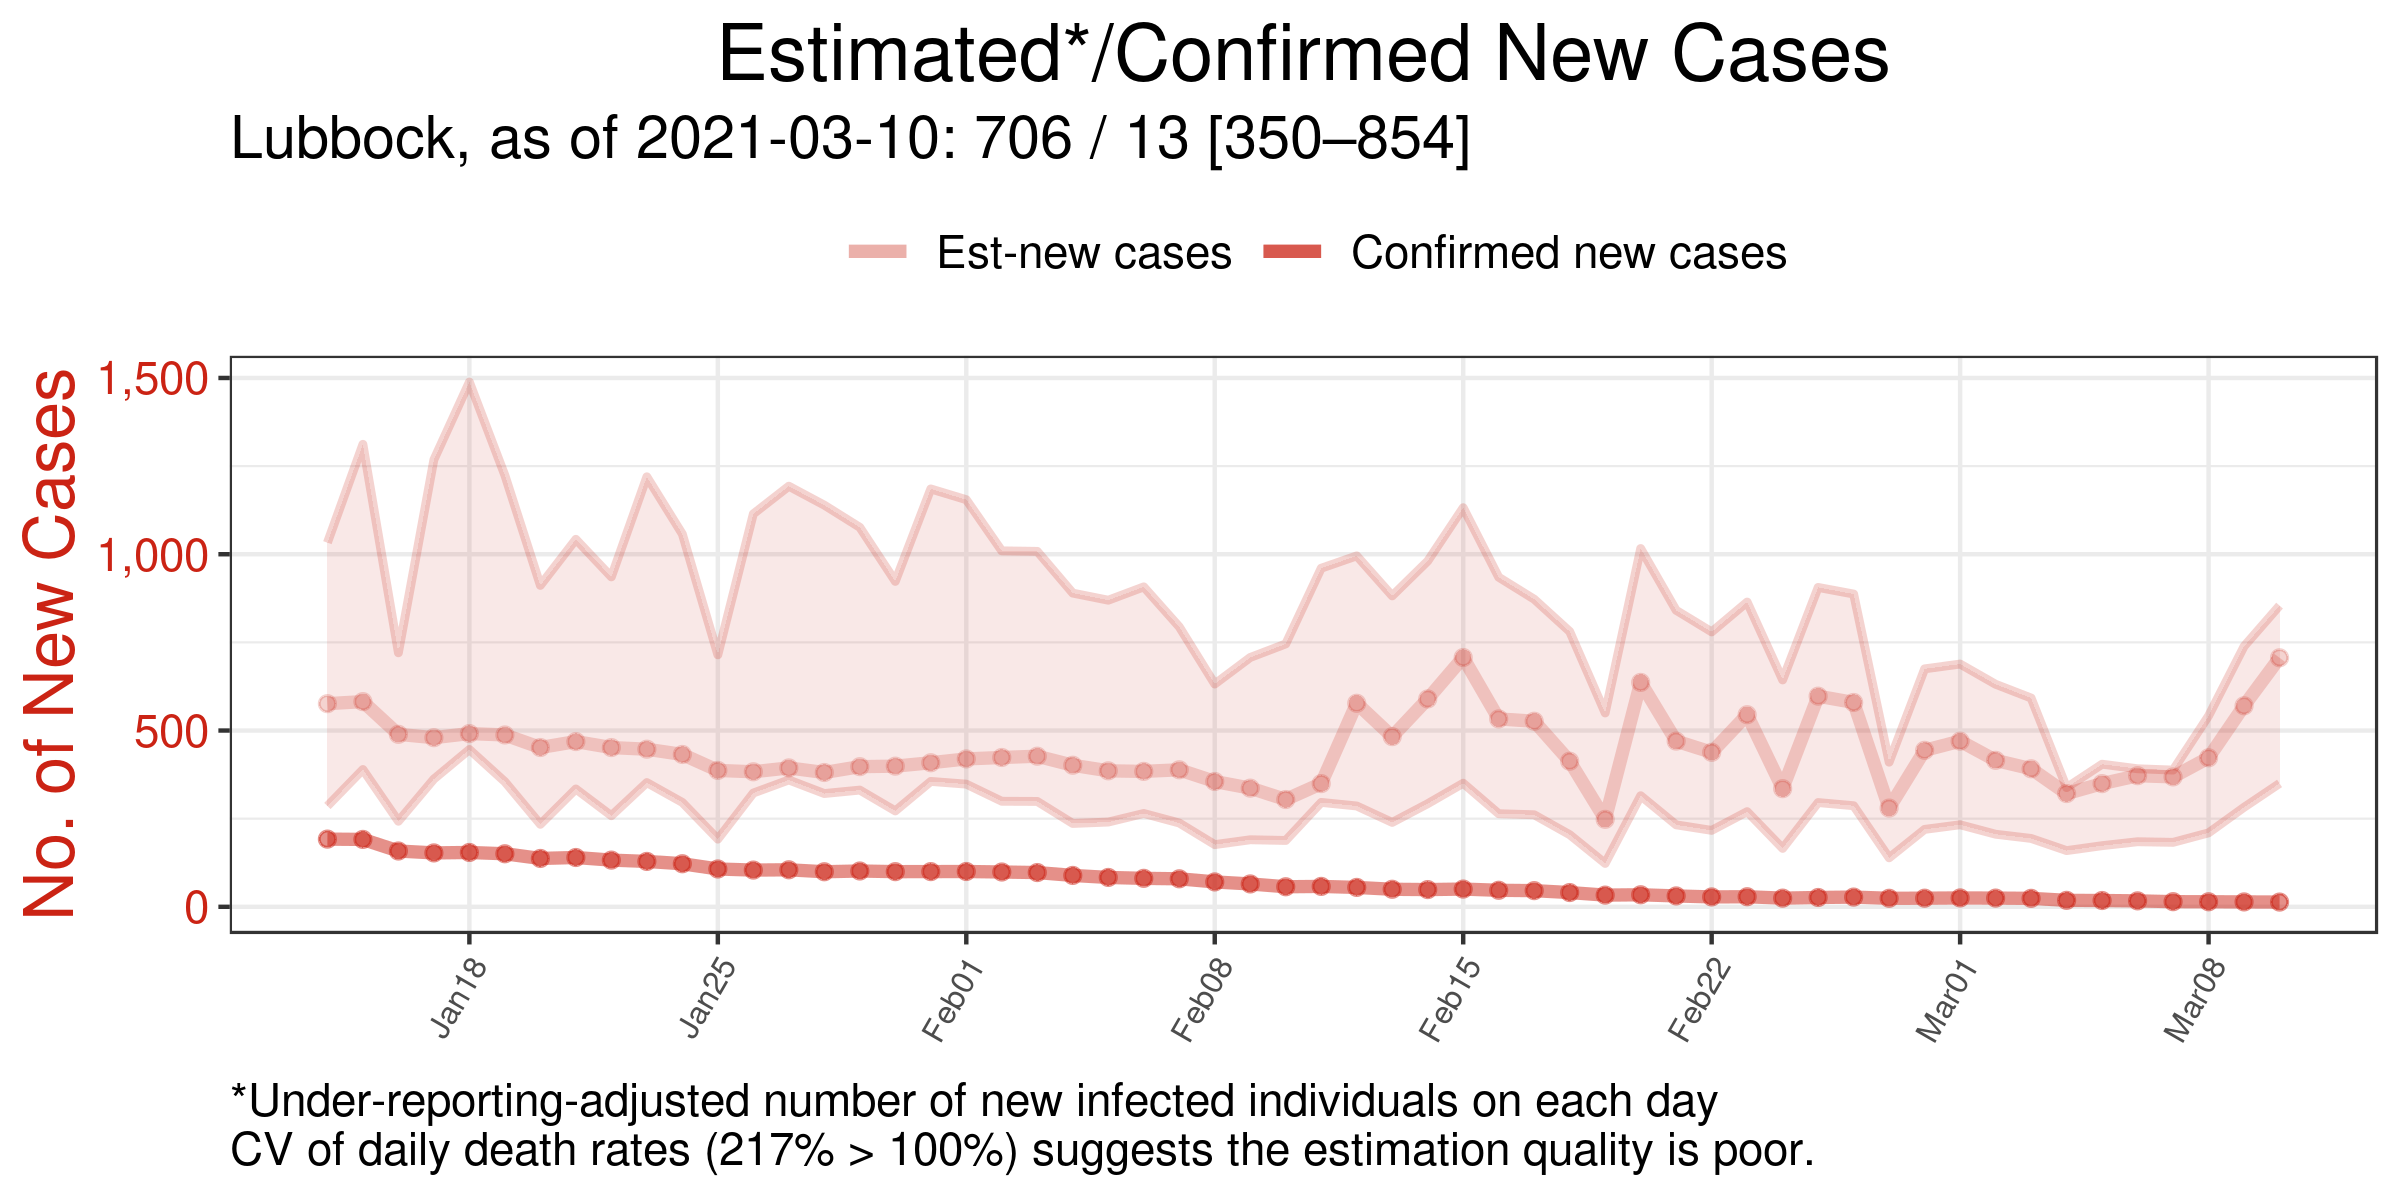 Estimated*/Confirmed New Cases
Lubbock, as of 2021-03-10: 706 / 13 [350–854]
Est-new cases
Confirmed new cases
No. of New Cases
1,500
1,000
500
0
Jan18
Jan25
Feb01
Feb08
Feb15
Feb22
Mar01
Mar08
*Under-reporting-adjusted number of new infected individuals on each day
CV of daily death rates (217% > 100%) suggests the estimation quality is poor.